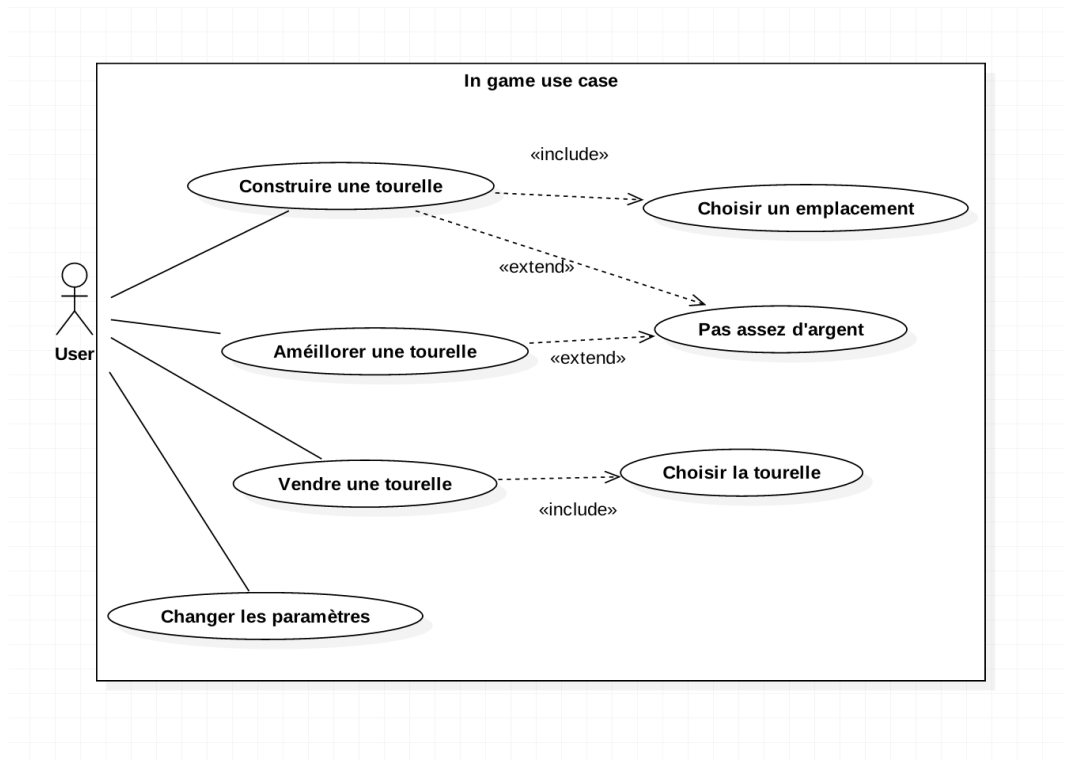 In game use case
«include»
Construire une tourelle
Choisir un emplacement
«extend»
Pas assez d'argent
User
Améillorer une tourelle
«extend»
Choisir la tourelle
Vendre une tourelle
«include»
Changer les paramètres